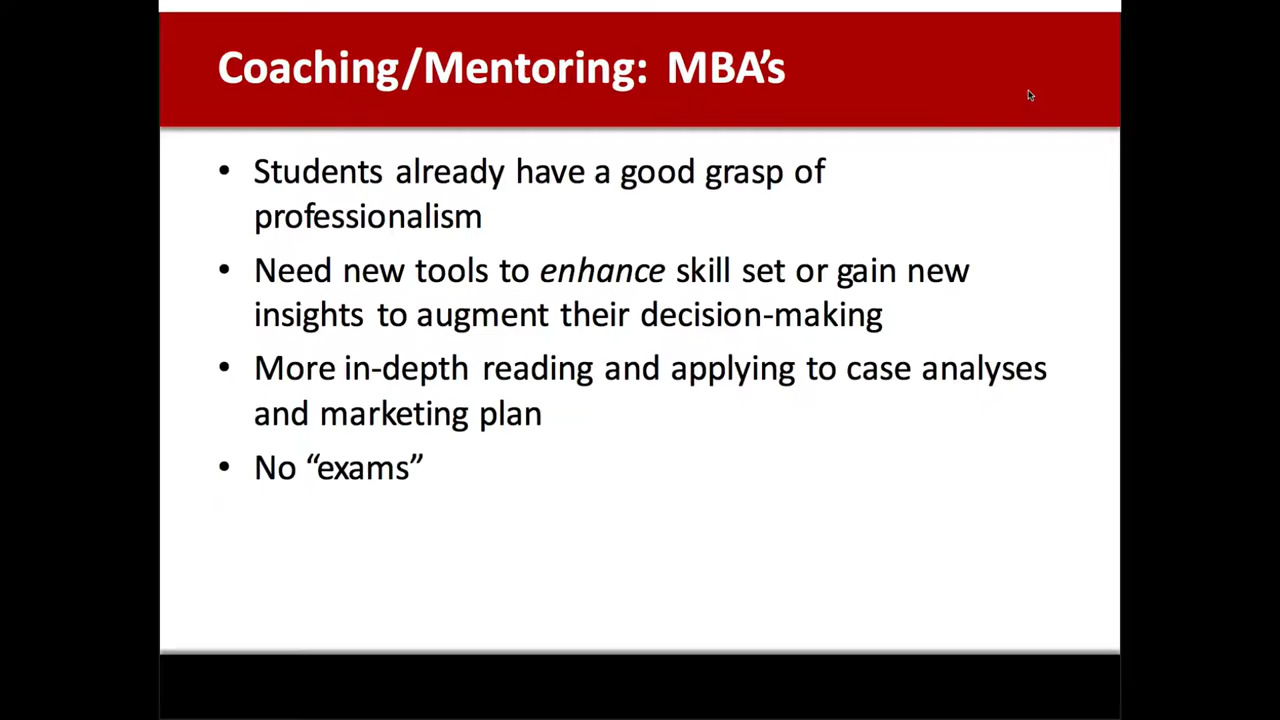 Coaching/Mentoring: MBA’s
• Students already have a good grasp of
professionalism
• Need new tools to enhance skill set or gain new
insights to augment their decision-making
• More in-depth reading and applying to case analyses
and marketing plan
• No “exams”